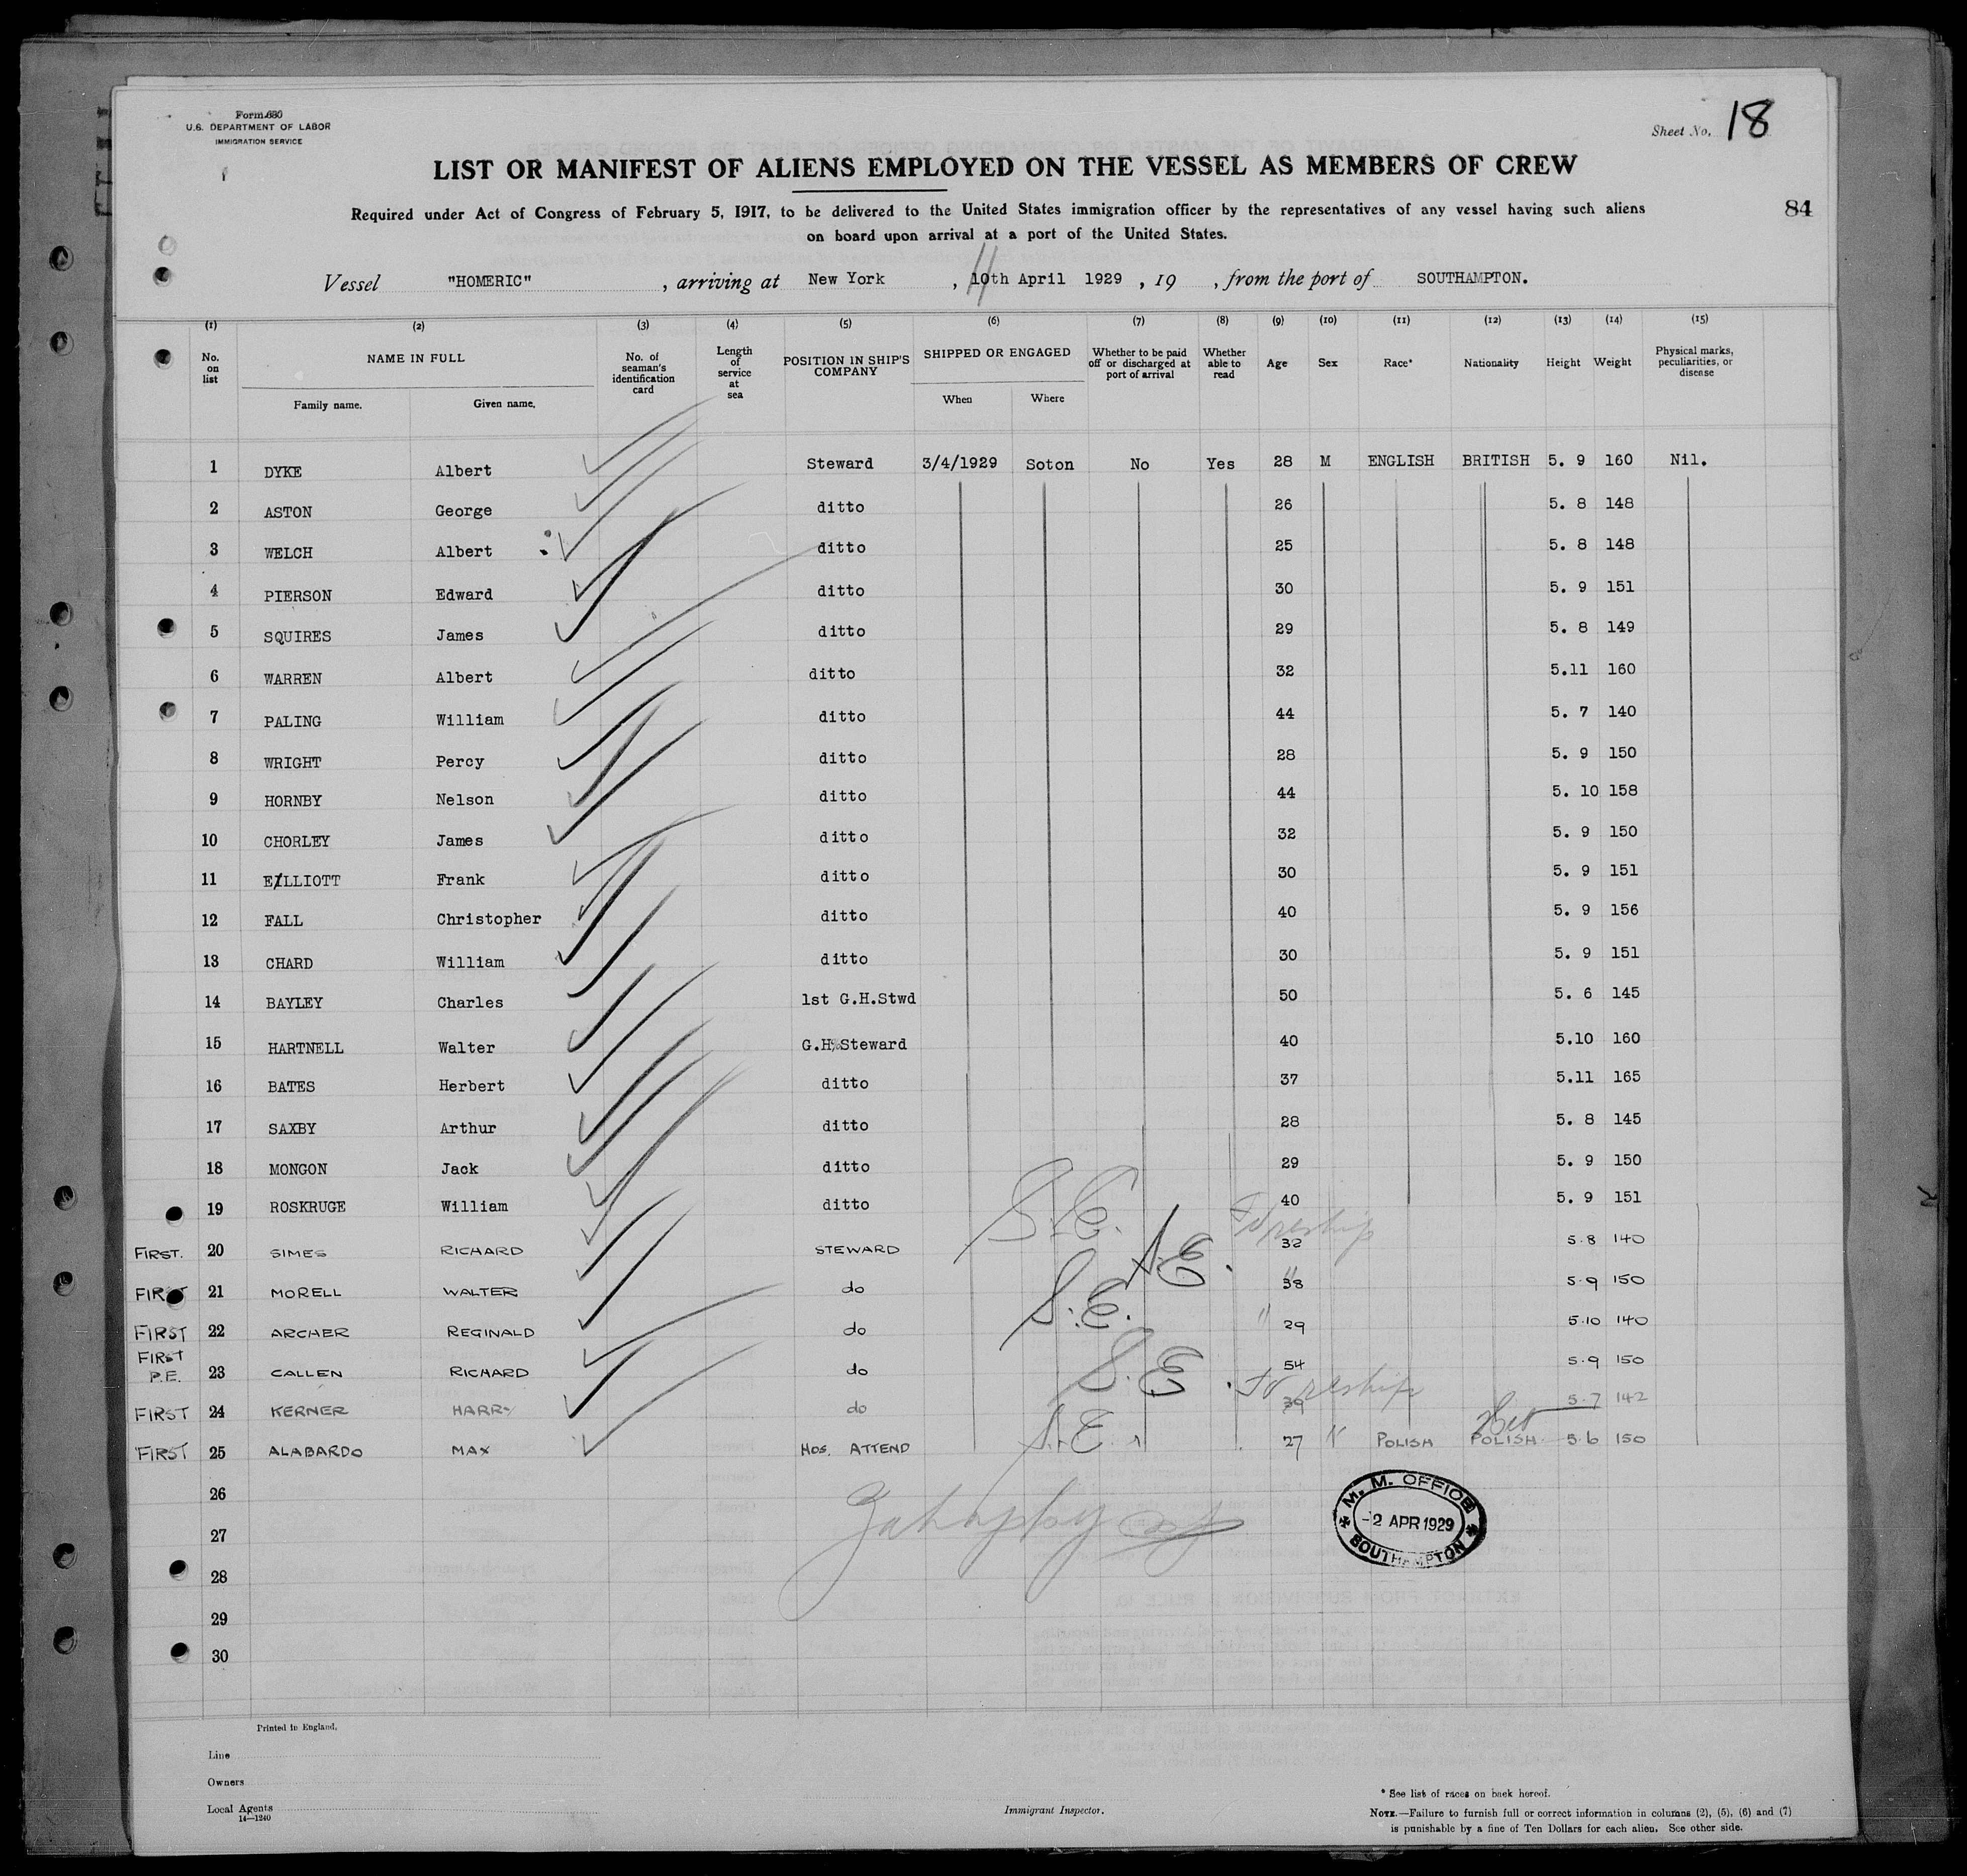 Form 680
U.S. DEPARTMENT OF LABOR
IMMIGRATION SERVICE
Sheet No. 18
LIST OR MANIFEST OF ALIENS EMPLOYED ON THE VESSEL AS MEMBERS OF CREW
84
Required under Act of Congress of February 5, 1917, to be delivered to the United States immigration officer by the representatives of any vessel having such aliens
on board upon arrival at a port of the United States.
Vessel "HOMERIC" , arriving at New York , 10th April 1929 , 19 , from the port of SOUTHAMPTON.
11
(1) (2) (3) (4) (5) (6) (7) (8) (9) (10) (11) (12) (13) (14) (15)
No. on list NAME IN FULL Family name. Given name. No. of seaman's identification card Length of service at sea POSITION IN SHIP'S COMPANY SHIPPED OR ENGAGED When Where Whether to be paid off or discharged at port of arrival Whether able to read Age Sex Race* Nationality Height Weight Physical marks, peculiarities, or disease
1 DYKE Albert Steward 3/4/1929 Soton No Yes 28 M ENGLISH BRITISH 5. 9 160 Nil.
2 ASTON George ditto 26 5. 8 148
3 WELCH Albert ditto 25 5. 8 148
4 PIERSON Edward ditto 30 5. 9 151
5 SQUIRES James ditto 29 5. 8 149
6 WARREN Albert ditto 32 5.11 160
7 PALING William ditto 44 5. 7 140
8 WRIGHT Percy ditto 28 5. 9 150
9 HORNBY Nelson ditto 44 5. 10 158
10 CHORLEY James ditto 32 5. 9 150
11 ELLIOTT Frank ditto 30 5. 9 151
12 FALL Christopher ditto 40 5. 9 156
13 CHARD William ditto 30 5. 9 151
14 BAYLEY Charles 1st G.H.Stwd 50 5. 6 145
15 HARTNELL Walter G.H.Steward 40 5.10 160
16 BATES Herbert ditto 37 5.11 165
17 SAXBY Arthur ditto 28 5. 8 145
18 MONGON Jack ditto 29 5. 9 150
19 ROSKRUGE William ditto 40 5. 9 151
FIRST. 20 SIMES RICHARD STEWARD S.E. To reship 32 5.8 140
FIRST 21 MORELL WALTER do S.E. " 38 5.9 150
FIRST 22 ARCHER REGINALD do S.E. " 29 5.10 140
FIRST P.E. 23 CALLEN RICHARD do S.E. 54 5.9 150
FIRST 24 KERNER HARRY do To reship 39 5.7 142
FIRST 25 ALABARDO MAX HOS. ATTEND S.E. 27 POLISH POLISH 5.6 150
26
27
28
29
30
M. M. OFFICE
-2 APR 1929
SOUTHAMPTON
Printed in England.
Line
Owners
Local Agents
14—1240
Immigrant Inspector.
* See list of races on back hereof.
NOTE.—Failure to furnish full or correct information in columns (2), (5), (6) and (7)
is punishable by a fine of Ten Dollars for each alien. See other side.